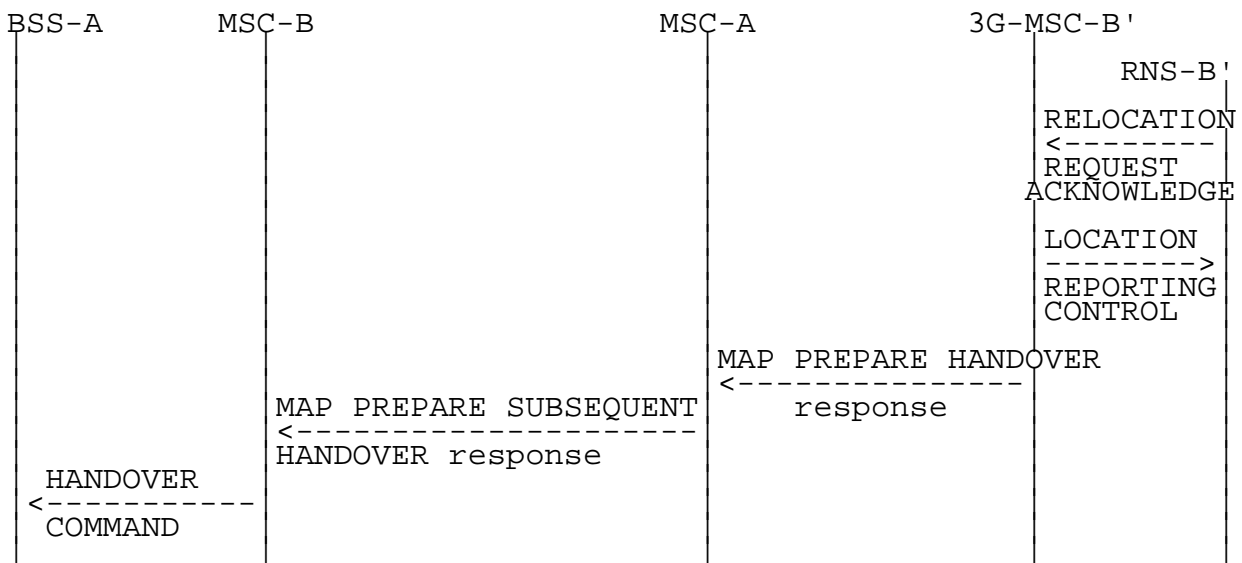 BSS-A MSC-B MSC-A 3G-MSC-B'
RNS-B'
RELOCATION
<--------
REQUEST
ACKNOWLEDGE
LOCATION
-------->
REPORTING
CONTROL
MAP PREPARE HANDOVER
<---------------
response
MAP PREPARE SUBSEQUENT
<---------------------
HANDOVER response
HANDOVER
<-----------
COMMAND